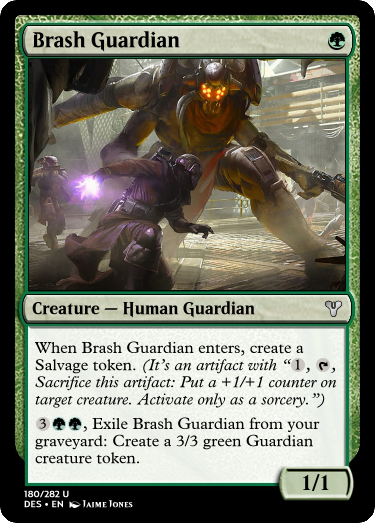 Brash Guardian
Creature — Human Guardian
When Brash Guardian enters, create a
Salvage token. (It's an artifact with “1, T,
Sacrifice this artifact: Put a +1/+1 counter on
target creature. Activate only as a sorcery.”)
3GG, Exile Brash Guardian from your
graveyard: Create a 3/3 green Guardian
creature token.
1/1
180/282 U
DES • EN Jaime Jones